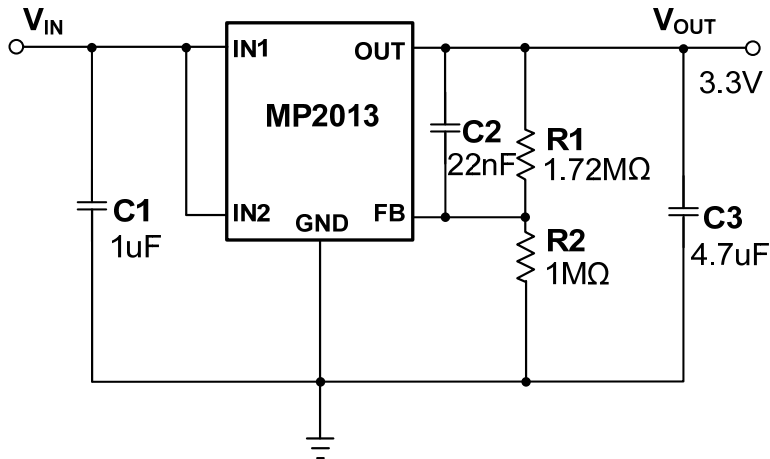 VIN
VOUT
3.3V
IN1
OUT
MP2013
C2
22nF
R1
1.72MΩ
C1
1uF
IN2
FB
GND
R2
1MΩ
C3
4.7uF